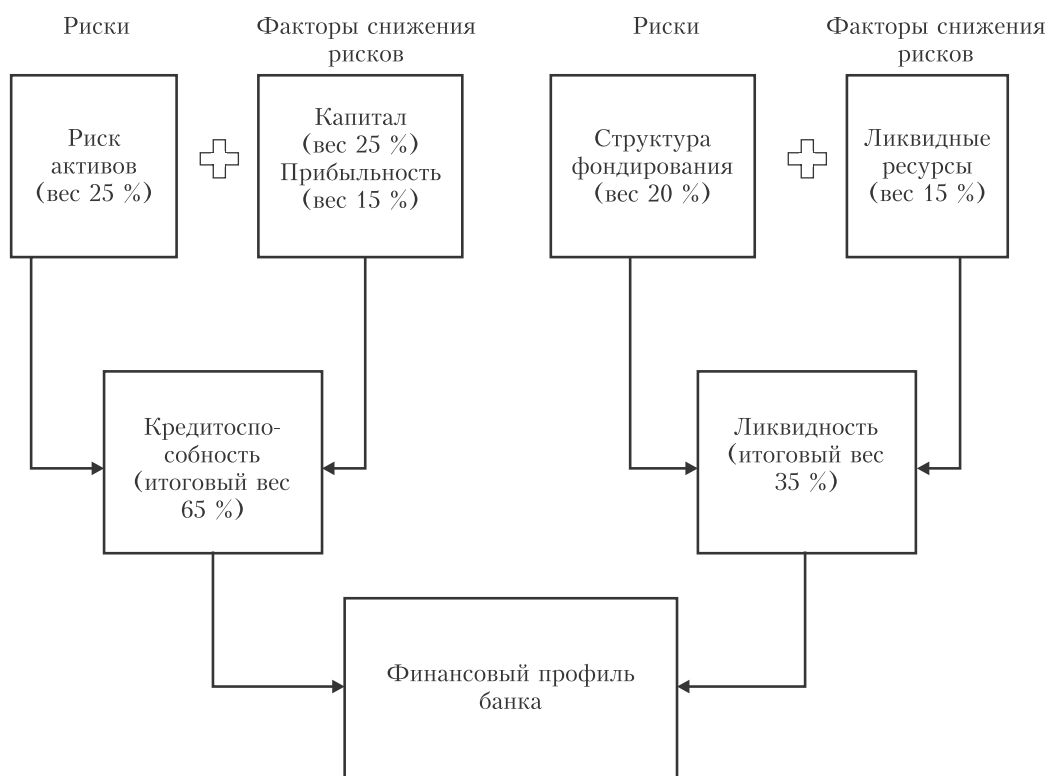 Риски
Факторы снижения
рисков
Риски
Факторы снижения
рисков
Риск
активов
(вес 25 %)
Капитал
(вес 25 %)
Прибыльность
(вес 15 %)
Структура
фондирования
(вес 20 %)
Ликвидные
ресурсы
(вес 15 %)
Кредитоспо-
собность
(итоговый вес
65 %)
Ликвидность
(итоговый вес
35 %)
Финансовый профиль
банка